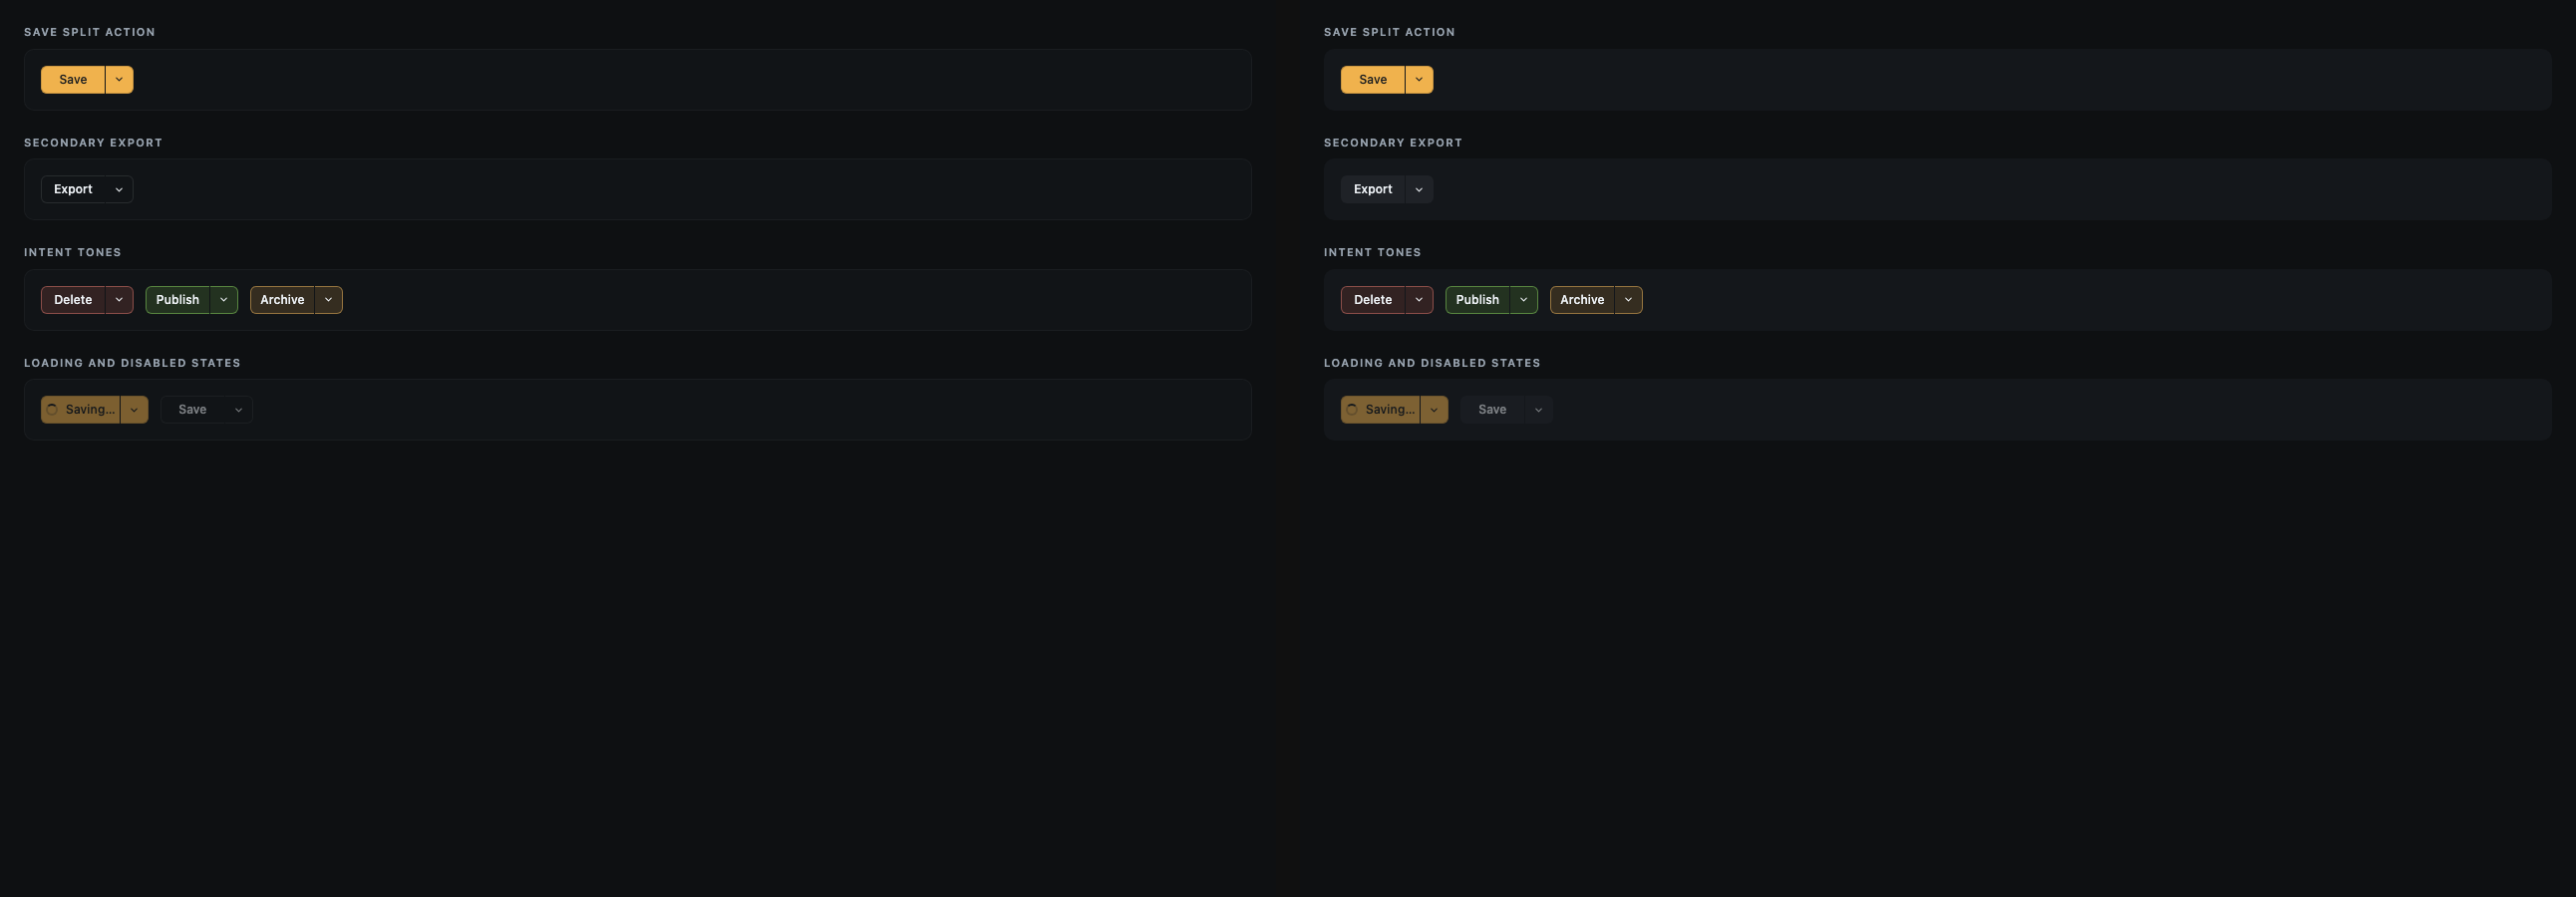 SAVE SPLIT ACTION
Save
SECONDARY EXPORT
Export
INTENT TONES
Delete Publish Archive
LOADING AND DISABLED STATES
Saving... Save
SAVE SPLIT ACTION
Save
SECONDARY EXPORT
Export
INTENT TONES
Delete Publish Archive
LOADING AND DISABLED STATES
Saving... Save